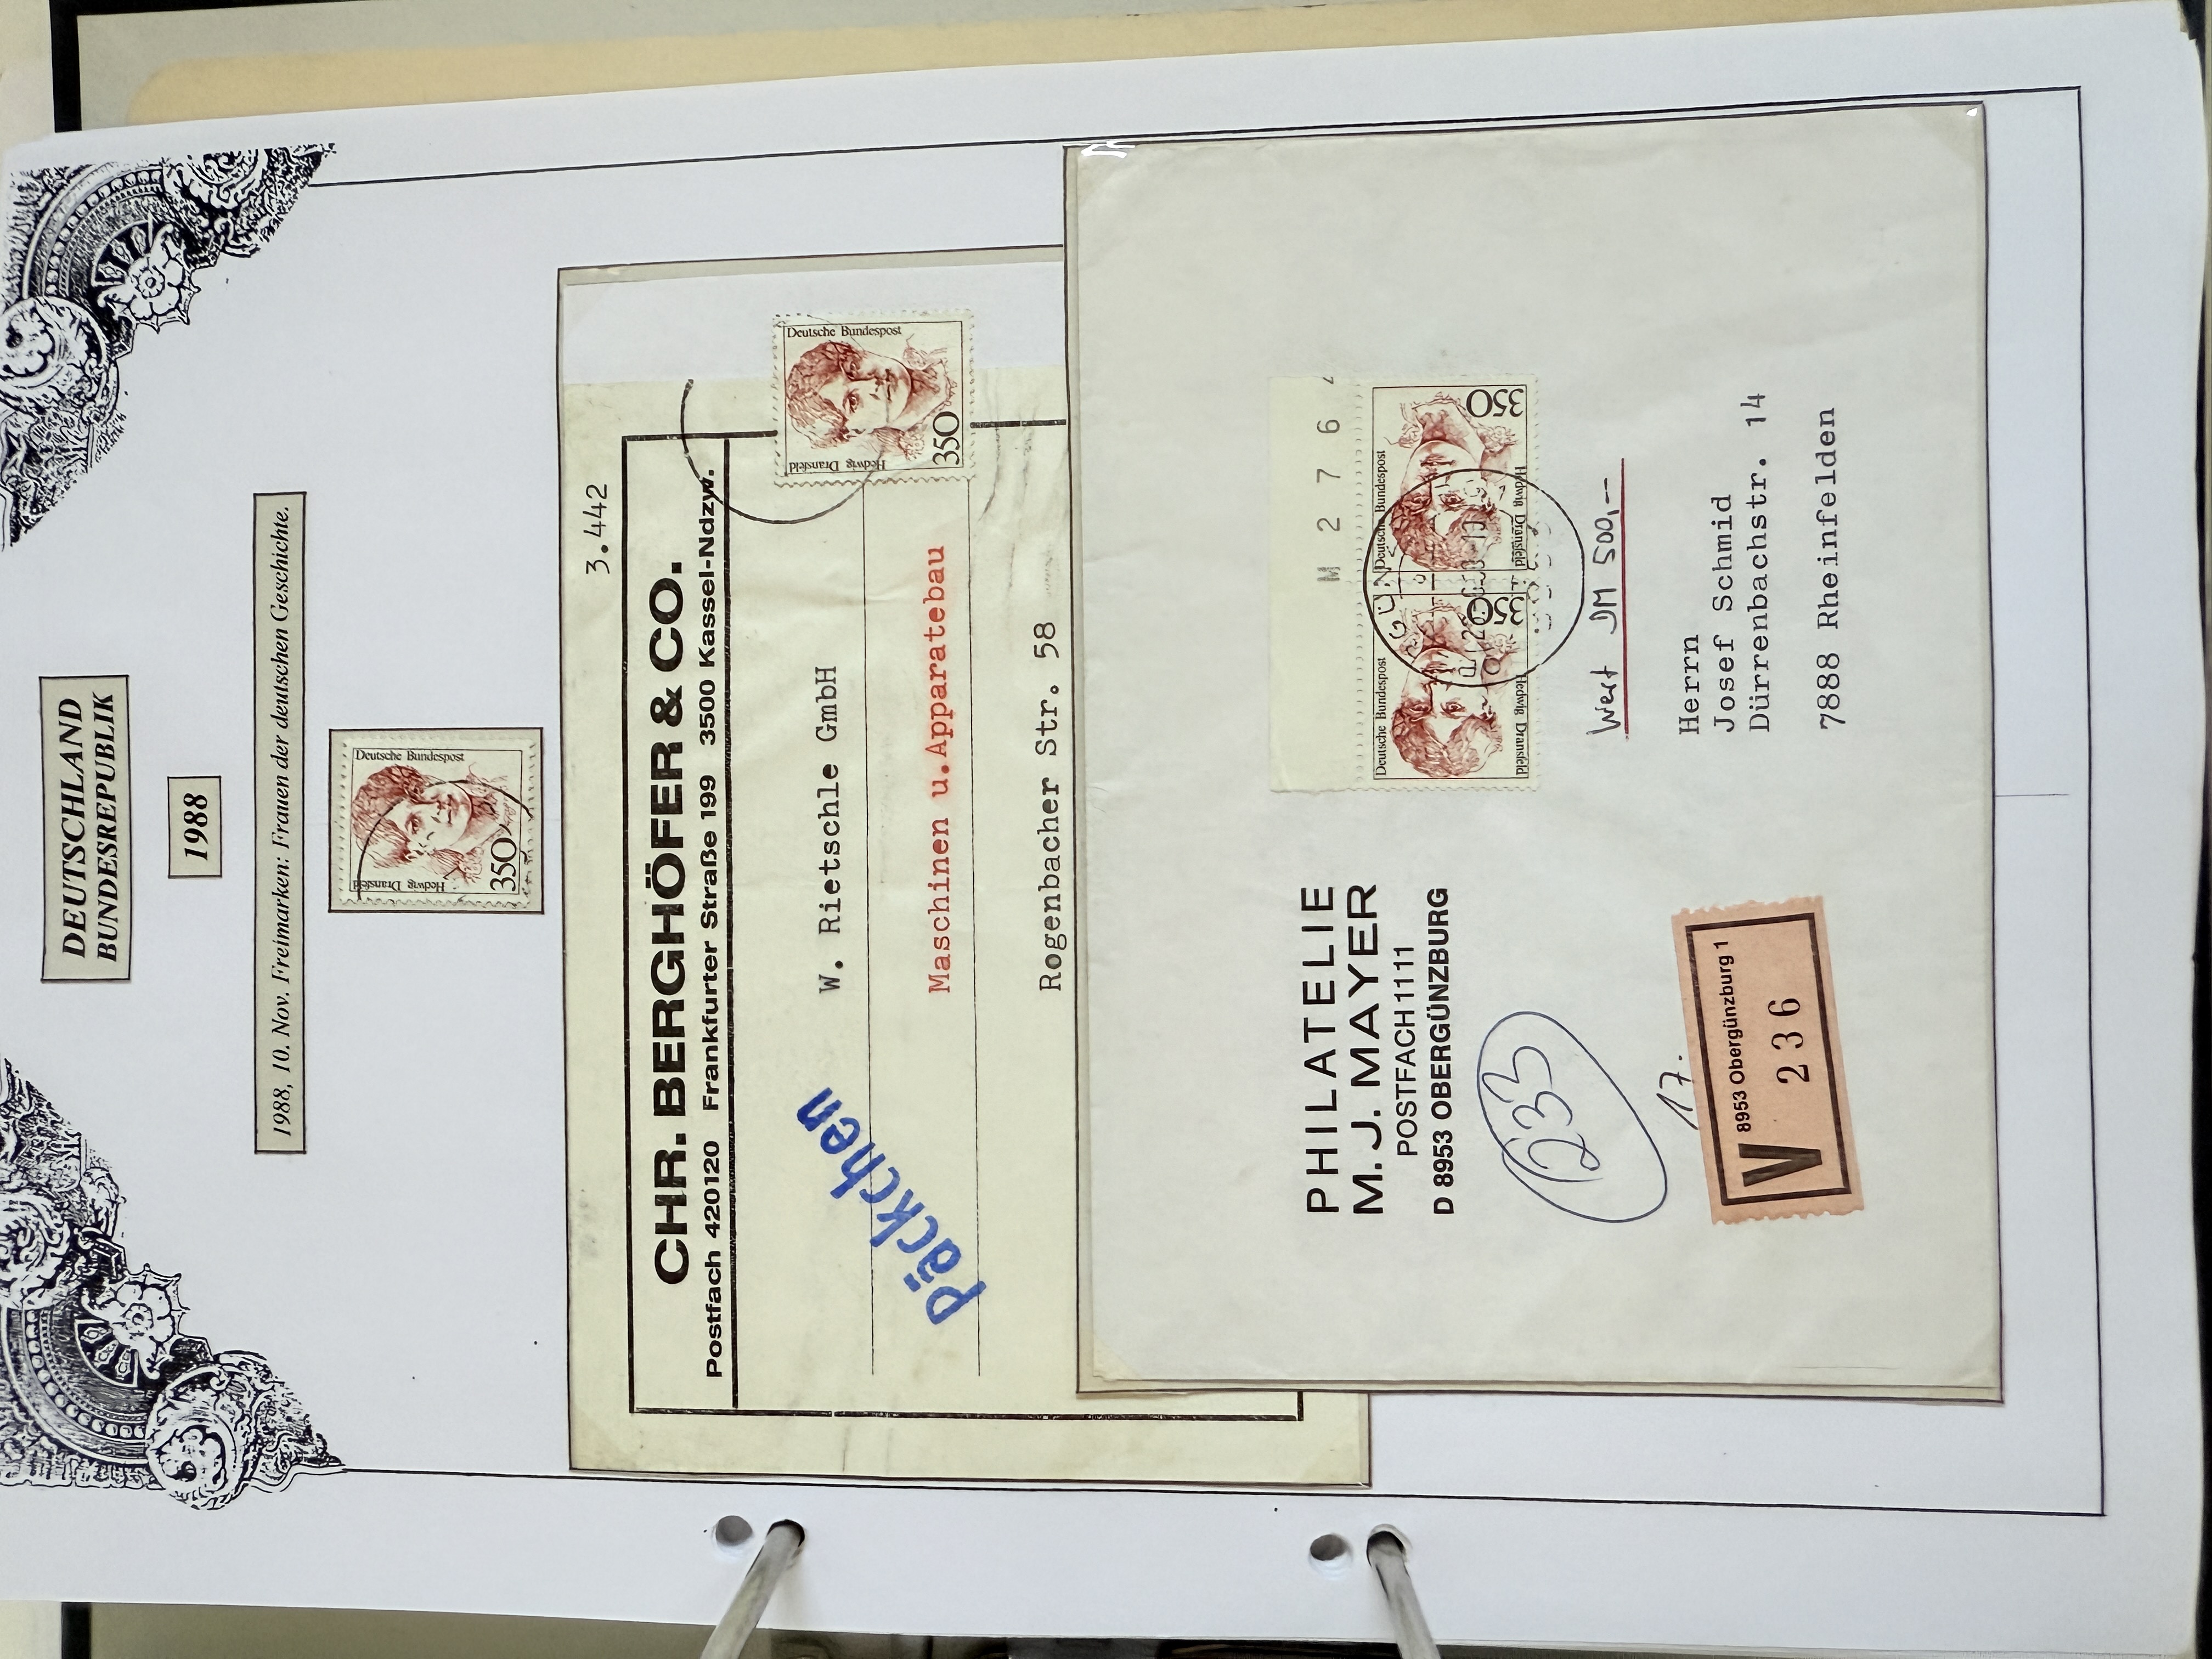 DEUTSCHLAND
BUNDESREPUBLIK
1988
1988, 10. Nov. Freimarken: Frauen der deutschen Geschichte.
Deutsche Bundespost
Hedwig Dransfeld
350
3.442
CHR. BERGHÖFER & CO.
Postfach 420120 Frankfurter Straße 199 3500 Kassel-Ndzw.
Deutsche Bundespost
Hedwig Dransfeld
350
Päckchen
W. Rietschle GmbH
Maschinen u. Apparatebau
Rogenbacher Str. 58
M 2 7 6
Deutsche Bundespost
Hedwig Dransfeld
350
Deutsche Bundespost
Hedwig Dransfeld
350
PHILATELIE
M. J. MAYER
POSTFACH 1111
D 8953 OBERGÜNZBURG
233
Wert DM 500,--
17.
V 8953 Obergünzburg 1
236
Herrn
Josef Schmid
Dürrenbachstr. 14
7888 Rheinfelden